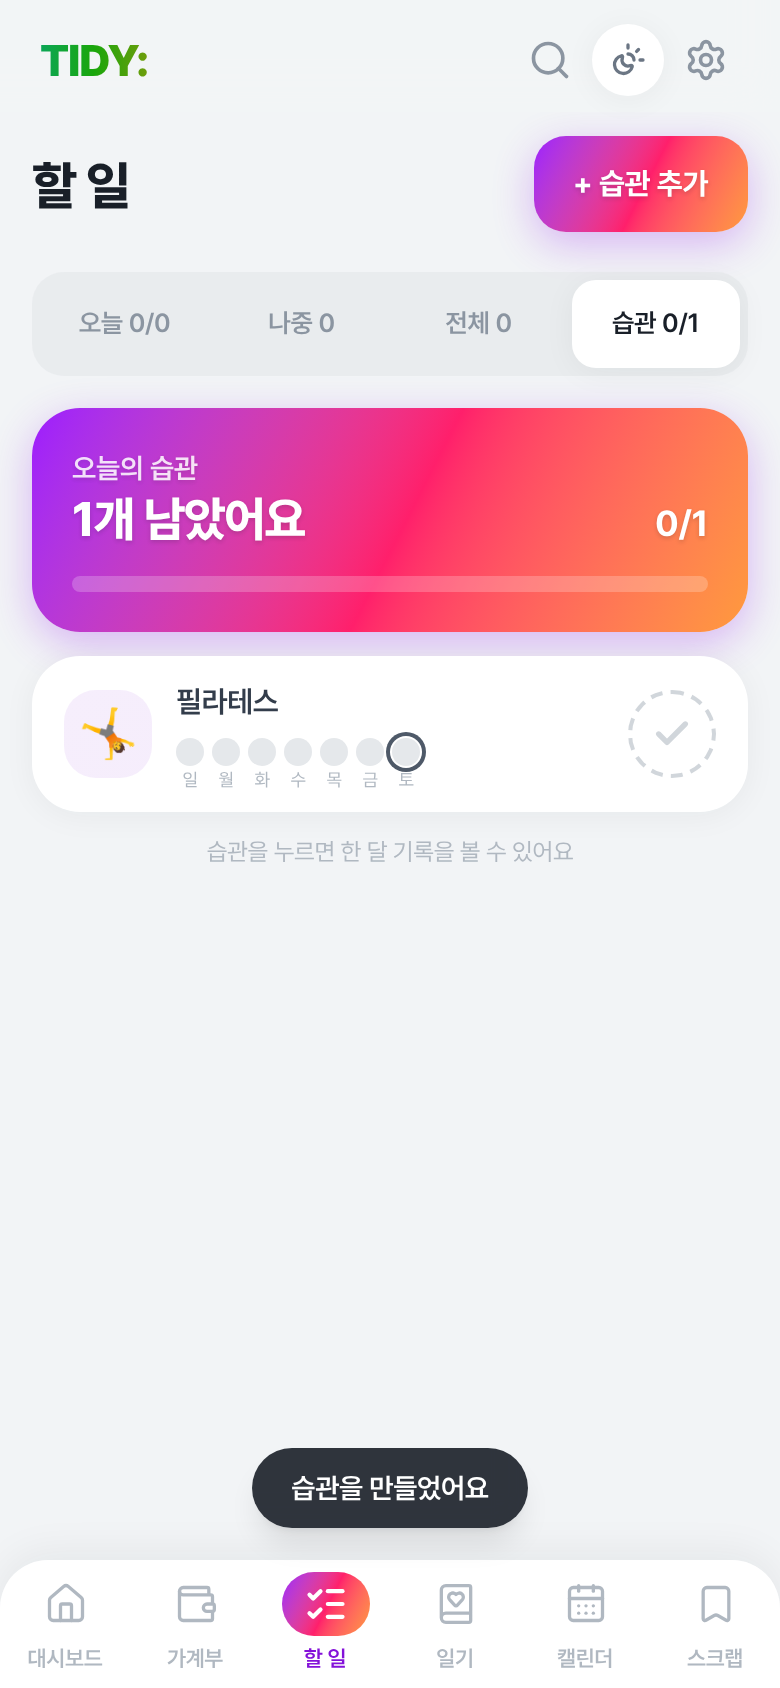 TIDY:
할 일
+ 습관 추가
오늘 0/0
나중 0
전체 0
습관 0/1
오늘의 습관
1개 남았어요
0/1
필라테스
일 월 화 수 목 금 토
습관을 누르면 한 달 기록을 볼 수 있어요
습관을 만들었어요
대시보드
가계부
할 일
일기
캘린더
스크랩